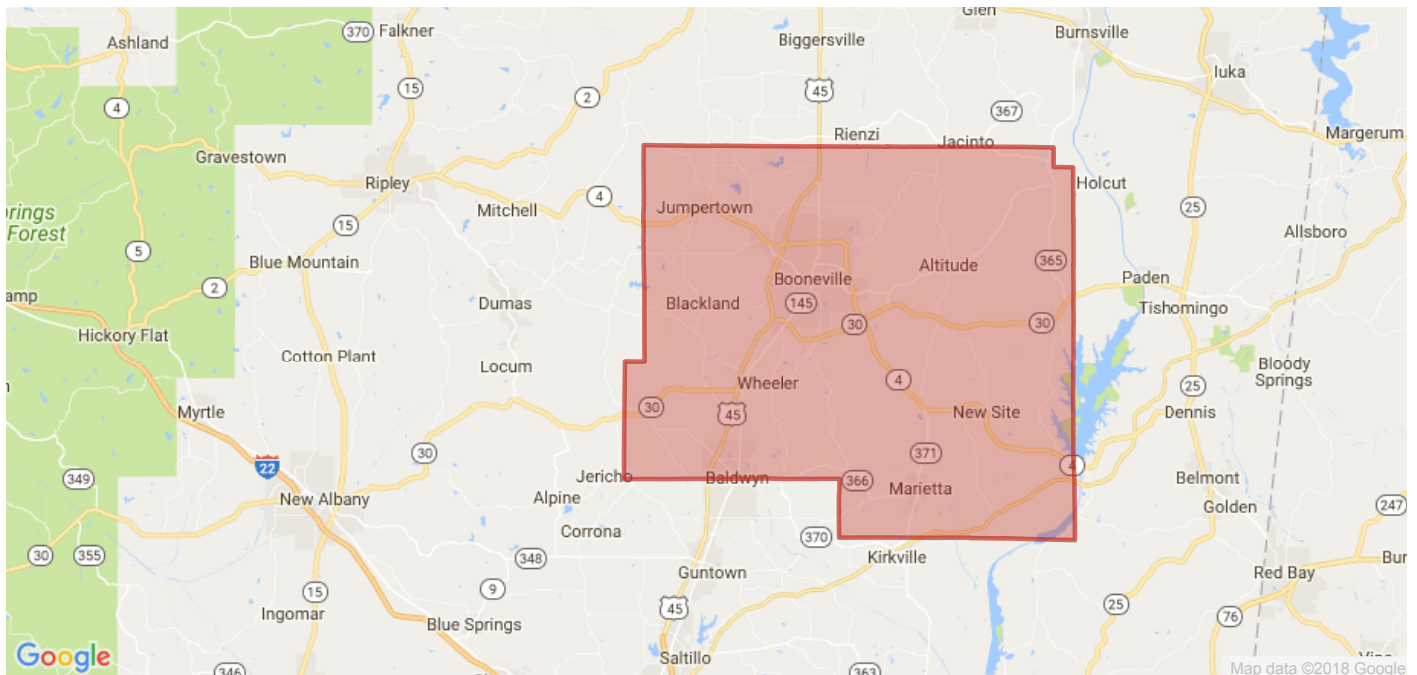 Glen
370
Falkner
Burnsville
Ashland
Biggersville
Iuka
15
45
2
4
367
Rienzi
Margerum
Jacinto
Gravestown
Ripley
Holcut
4
Mitchell
Jumpertown
25
prings
Forest
15
Allsboro
5
Blue Mountain
365
Altitude
Paden
Booneville
2
amp
Dumas
Blackland
145
Tishomingo
Hickory Flat
30
30
Cotton Plant
Locum
Bloody
Springs
Wheeler
4
25
Myrtle
30
45
New Site
Dennis
30
371
22
4
349
Jericho
Baldwyn
366
Marietta
Belmont
New Albany
Alpine
Golden
247
Corrona
370
30
355
348
Kirkville
Bur
Guntown
Red Bay
9
15
45
25
Ingomar
76
Blue Springs
Google
Saltillo
346
363
Vina
Map data ©2018 Google